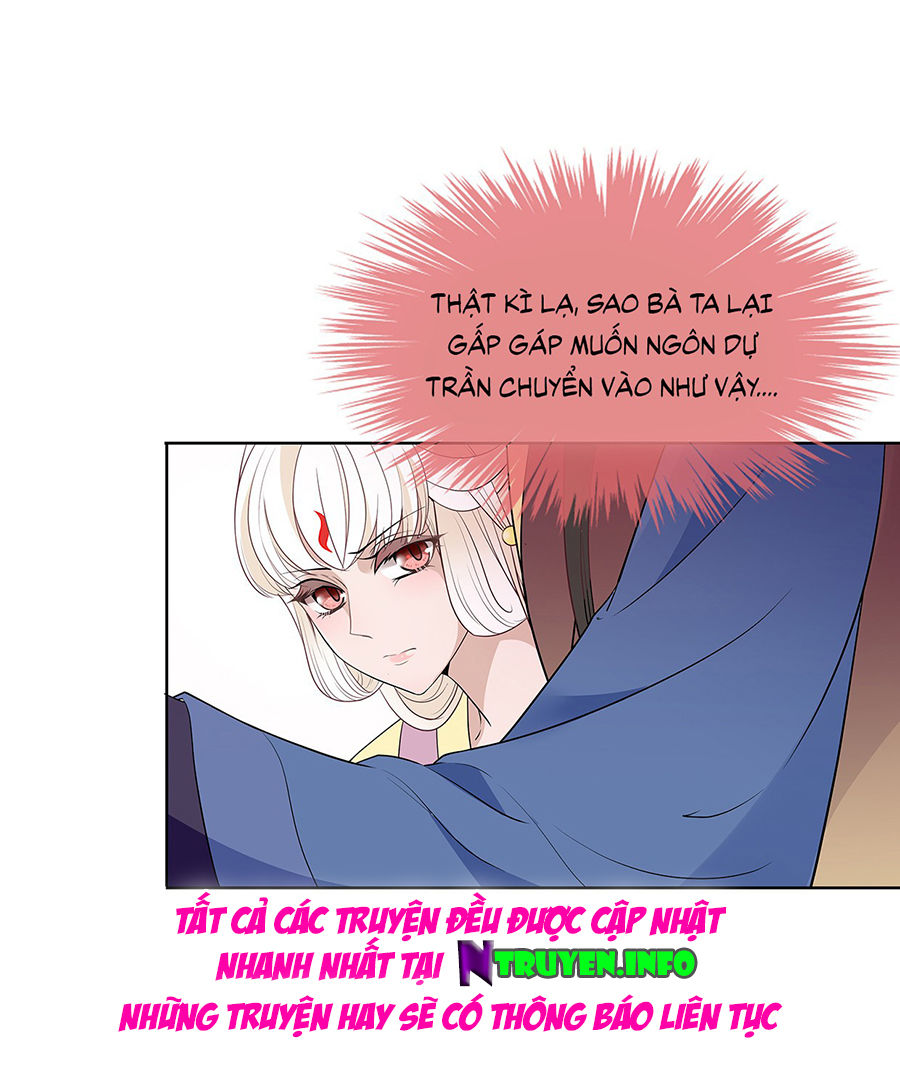 THẬT KÌ LẠ, SAO BÀ TA LẠI
GẤP GÁP MUỐN NGÔN DỰ
TRẦN CHUYỂN VÀO NHƯ VẬY....
TẤT CẢ CÁC TRUYỆN ĐỀU ĐƯỢC CẬP NHẬT
NHANH NHẤT TẠI NTRUYEN.INFO
NHỮNG TRUYỆN HAY SẼ CÓ THÔNG BÁO LIÊN TỤC